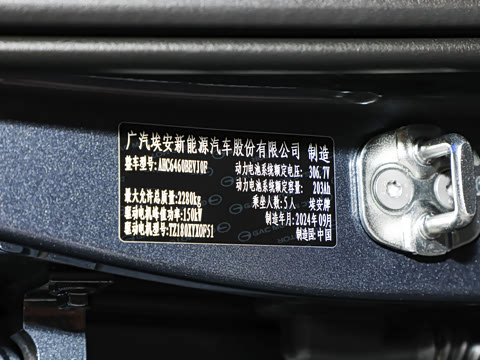 广汽埃安新能源汽车股份有限公司 制造
整车型号:AHC6460BEVJ0F 动力电池系统额定电压: 306.7V
动力电池系统额定容量: 203Ah
最大允许总质量:2280kg 乘坐人数:5人 埃安牌
驱动电机峰值功率:150kW 制造年月:2024年09月
驱动电机型号:TZ180XYX0F51 制造国:中国